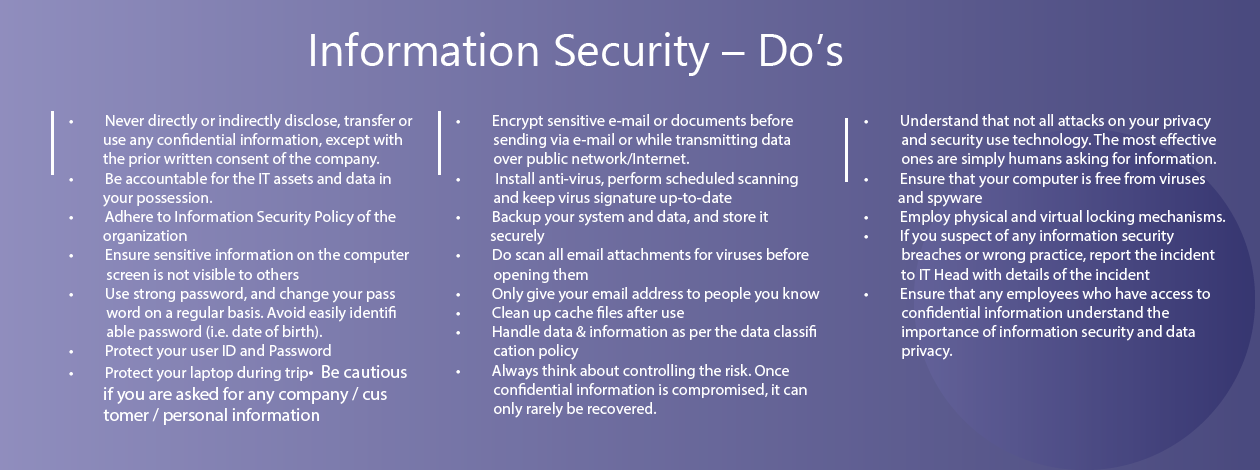 Information Security – Do’s
• Never directly or indirectly disclose, transfer or
use any confidential information, except with
the prior written consent of the company.
• Be accountable for the IT assets and data in
your possession.
• Adhere to Information Security Policy of the
organization
• Ensure sensitive information on the computer
screen is not visible to others
• Use strong password, and change your pass
word on a regular basis. Avoid easily identifi
able password (i.e. date of birth).
• Protect your user ID and Password
• Protect your laptop during trip• Be cautious
if you are asked for any company / cus
tomer / personal information
• Encrypt sensitive e-mail or documents before
sending via e-mail or while transmitting data
over public network/Internet.
• Install anti-virus, perform scheduled scanning
and keep virus signature up-to-date
• Backup your system and data, and store it
securely
• Do scan all email attachments for viruses before
opening them
• Only give your email address to people you know
• Clean up cache files after use
• Handle data & information as per the data classifi
cation policy
• Always think about controlling the risk. Once
confidential information is compromised, it can
only rarely be recovered.
• Understand that not all attacks on your privacy
and security use technology. The most effective
ones are simply humans asking for information.
• Ensure that your computer is free from viruses
and spyware
• Employ physical and virtual locking mechanisms.
• If you suspect of any information security
breaches or wrong practice, report the incident
to IT Head with details of the incident
• Ensure that any employees who have access to
confidential information understand the
importance of information security and data
privacy.